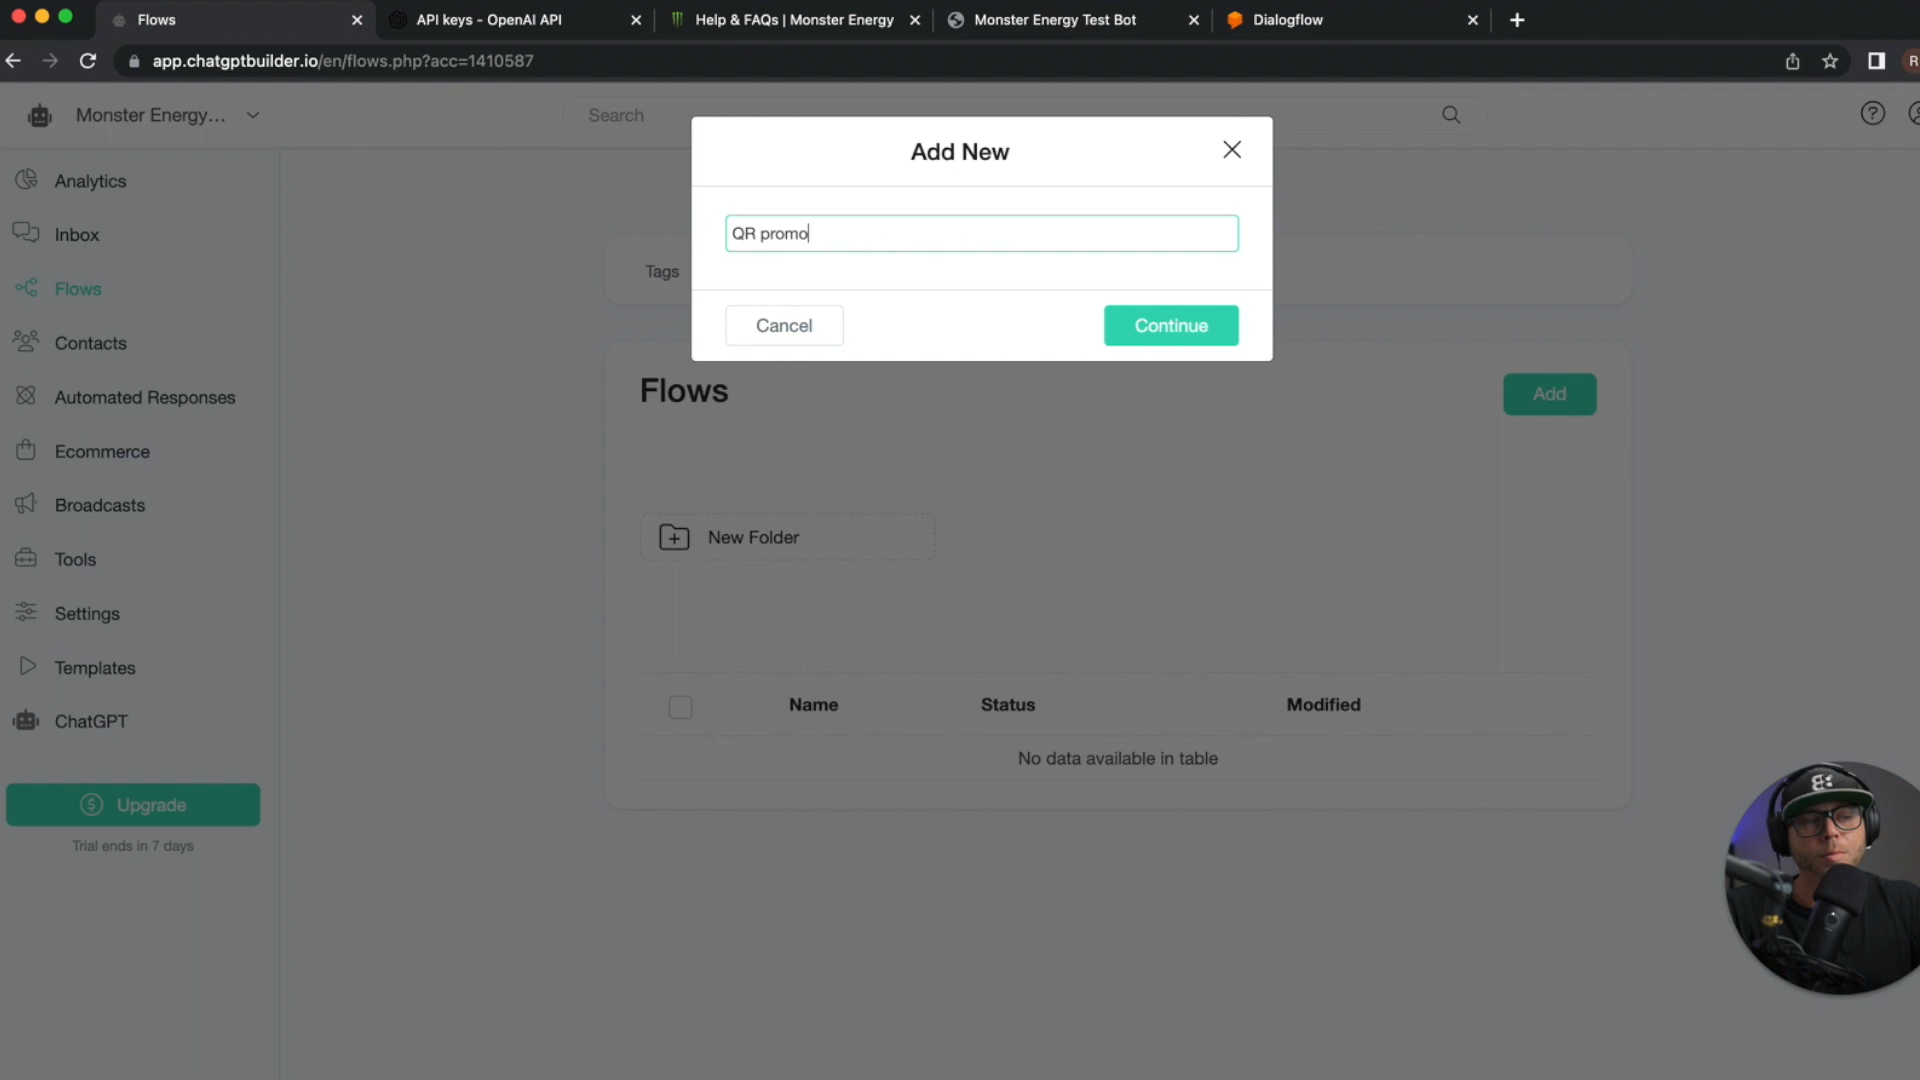 Flows
API keys - OpenAI API
Help & FAQs | Monster Energy
Monster Energy Test Bot
Dialogflow
app.chatgptbuilder.io/en/flows.php?acc=1410587
R
Monster Energy...
Search
Add New
QR promo
Cancel
Continue
Analytics
Inbox
Flows
Contacts
Automated Responses
Ecommerce
Broadcasts
Tools
Settings
Templates
ChatGPT
Upgrade
Trial ends in 7 days
Tags
Flows
Add
New Folder
Name
Status
Modified
No data available in table